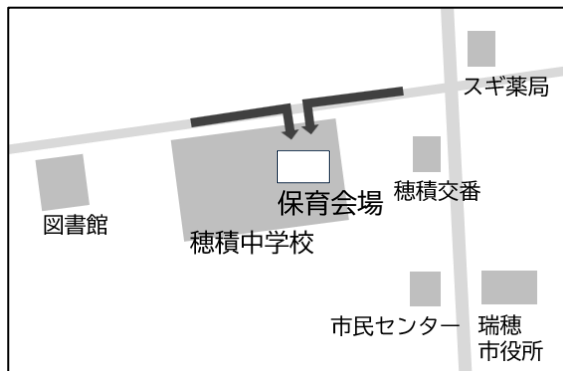 スギ薬局
穂積交番
保育会場
図書館
穂積中学校
市民センター
瑞穂
市役所